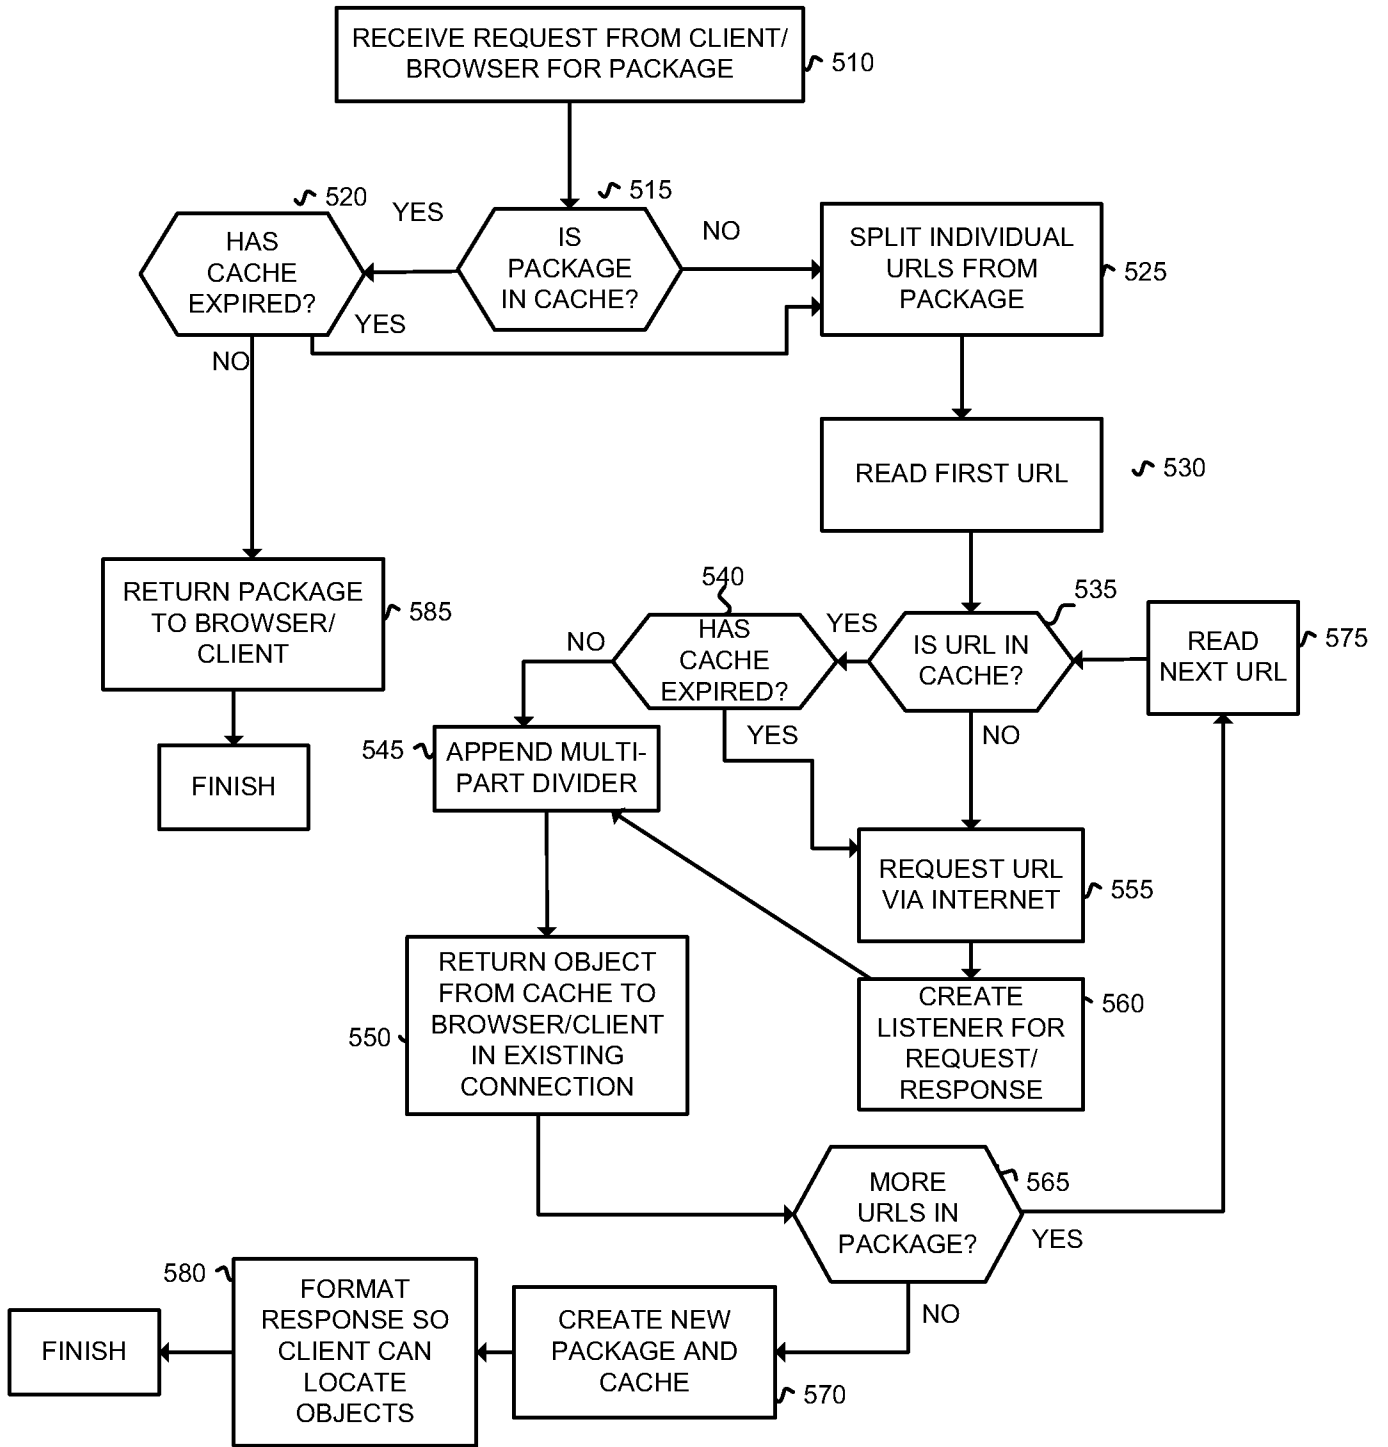 RECEIVE REQUEST FROM CLIENT/
BROWSER FOR PACKAGE
510
520
YES
515
HAS
CACHE
EXPIRED?
IS
PACKAGE
IN CACHE?
NO
SPLIT INDIVIDUAL
URLS FROM
PACKAGE
525
YES
NO
READ FIRST URL
530
RETURN PACKAGE
TO BROWSER/
CLIENT
585
FINISH
540
HAS
CACHE
EXPIRED?
NO
YES
535
IS URL IN
CACHE?
READ
NEXT URL
575
YES
NO
545
APPEND MULTI-
PART DIVIDER
REQUEST URL
VIA INTERNET
555
RETURN OBJECT
FROM CACHE TO
BROWSER/CLIENT
IN EXISTING
CONNECTION
550
CREATE
LISTENER FOR
REQUEST/
RESPONSE
560
MORE
URLS IN
PACKAGE?
565
YES
NO
580
FORMAT
RESPONSE SO
CLIENT CAN
LOCATE
OBJECTS
CREATE NEW
PACKAGE AND
CACHE
570
FINISH